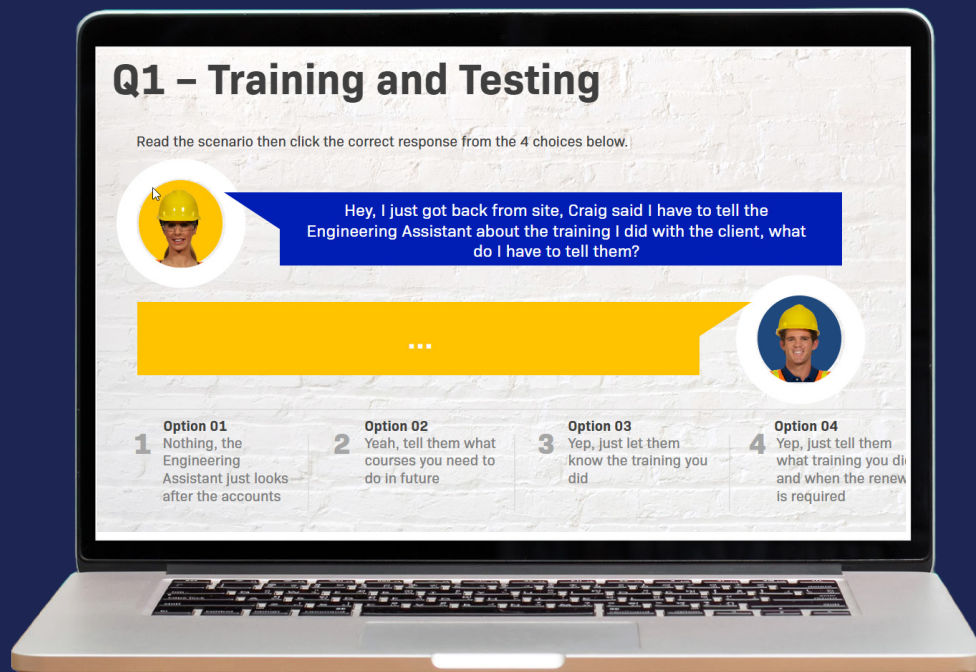 Q1 – Training and Testing
Read the scenario then click the correct response from the 4 choices below.
Hey, I just got back from site, Craig said I have to tell the
Engineering Assistant about the training I did with the client, what
do I have to tell them?
...
1
Option 01
Nothing, the
Engineering
Assistant just looks
after the accounts
2
Option 02
Yeah, tell them what
courses you need to
do in future
3
Option 03
Yep, just let them
know the training you
did
4
Option 04
Yep, just tell them
what training you di
and when the renew
is required